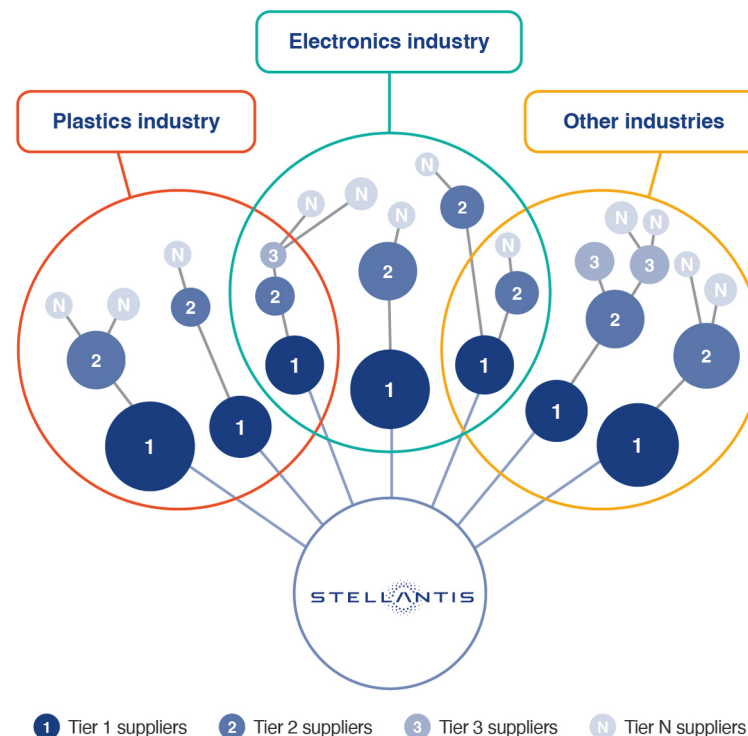 Electronics industry
Plastics industry
Other industries
N
N
N
2
N
N
N
N
3
N
3
3
N
2
2
N
N
N
N
2
2
2
2
2
2
1
1
1
1
1
1
1
STELLANTIS
1 Tier 1 suppliers
2 Tier 2 suppliers
3 Tier 3 suppliers
N Tier N suppliers